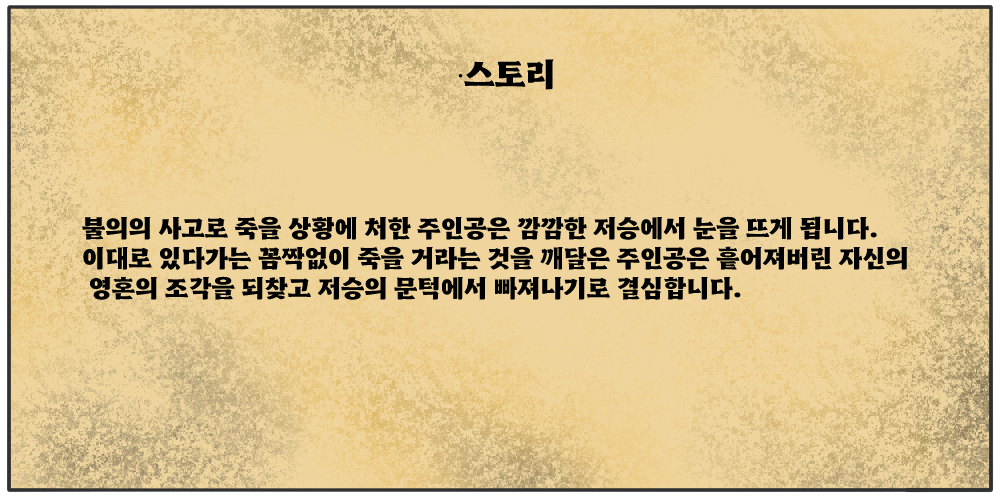 ·스토리
불의의 사고로 죽을 상황에 처한 주인공은 깜깜한 저승에서 눈을 뜨게 됩니다.
이대로 있다가는 꼼짝없이 죽을 거라는 것을 깨달은 주인공은 흩어져버린 자신의
영혼의 조각을 되찾고 저승의 문턱에서 빠져나기로 결심합니다.